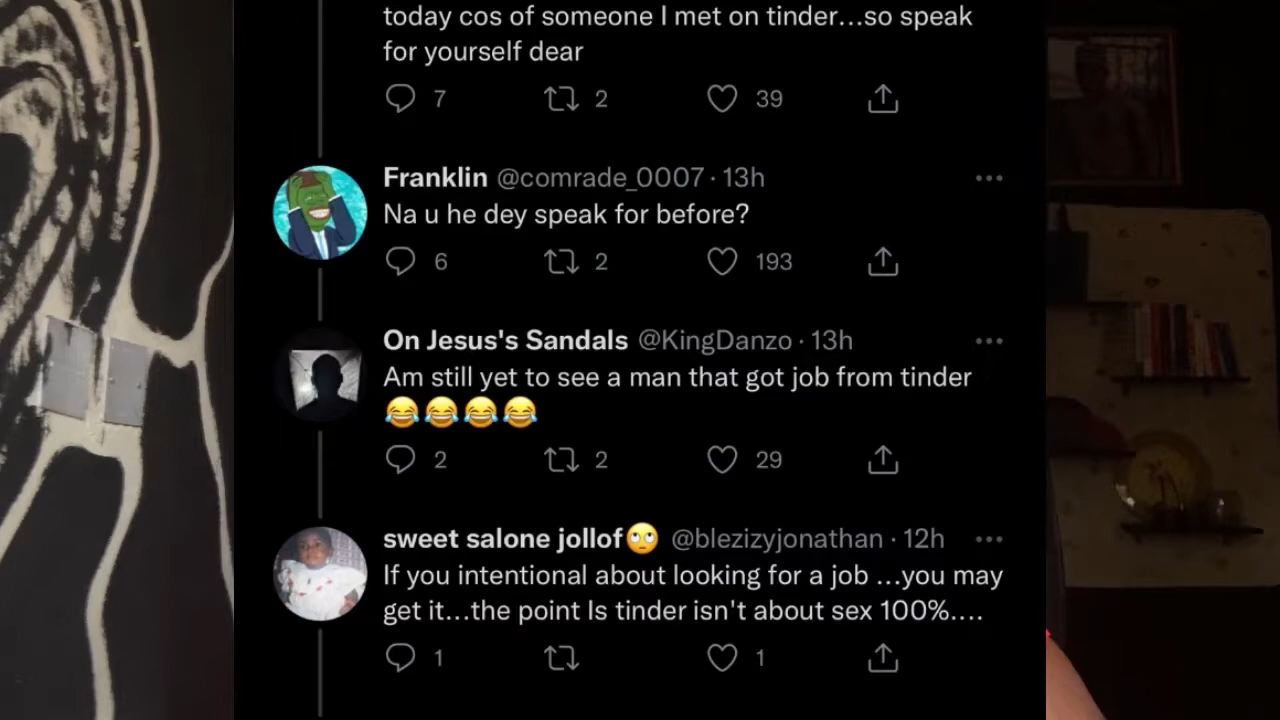 today cos of someone I met on tinder...so speak
for yourself dear
7 2 39
Franklin @comrade_0007 · 13h
Na u he dey speak for before?
6 2 193
On Jesus's Sandals @KingDanzo · 13h
Am still yet to see a man that got job from tinder
😂😂😂😂
2 2 29
sweet salone jollof🙄 @blezizyjonathan · 12h
If you intentional about looking for a job ...you may
get it...the point Is tinder isn't about sex 100%....
1 1